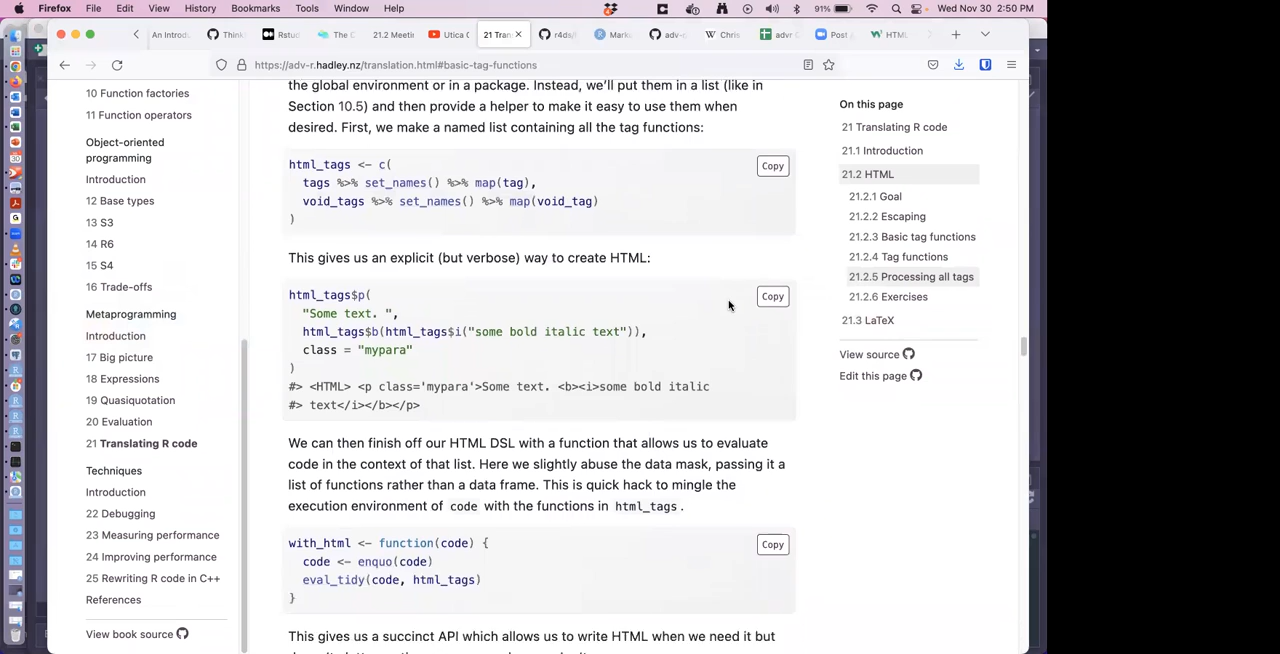 Firefox File Edit View History Bookmarks Tools Window Help 91% Wed Nov 30 2:50 PM
An Introdu Think Rstud The C 21.2 Meetin Utica C 21 Tran r4ds/ Marku adv- Chris advr C Post HTML
https://adv-r.hadley.nz/translation.html#basic-tag-functions
10 Function factories
11 Function operators
Object-oriented
programming
Introduction
12 Base types
13 S3
14 R6
15 S4
16 Trade-offs
Metaprogramming
Introduction
17 Big picture
18 Expressions
19 Quasiquotation
20 Evaluation
21 Translating R code
Techniques
Introduction
22 Debugging
23 Measuring performance
24 Improving performance
25 Rewriting R code in C++
References
View book source
the global environment or in a package. Instead, we'll put them in a list (like in
Section 10.5) and then provide a helper to make it easy to use them when
desired. First, we make a named list containing all the tag functions:
html_tags <- c(
tags %>% set_names() %>% map(tag),
void_tags %>% set_names() %>% map(void_tag)
)
Copy
This gives us an explicit (but verbose) way to create HTML:
html_tags$p(
"Some text. ",
html_tags$b(html_tags$i("some bold italic text")),
class = "mypara"
)
#> <HTML> <p class='mypara'>Some text. <b><i>some bold italic
#> text</i></b></p>
Copy
We can then finish off our HTML DSL with a function that allows us to evaluate
code in the context of that list. Here we slightly abuse the data mask, passing it a
list of functions rather than a data frame. This is quick hack to mingle the
execution environment of code with the functions in html_tags .
with_html <- function(code) {
code <- enquo(code)
eval_tidy(code, html_tags)
}
Copy
This gives us a succinct API which allows us to write HTML when we need it but
On this page
21 Translating R code
21.1 Introduction
21.2 HTML
21.2.1 Goal
21.2.2 Escaping
21.2.3 Basic tag functions
21.2.4 Tag functions
21.2.5 Processing all tags
21.2.6 Exercises
21.3 LaTeX
View source
Edit this page